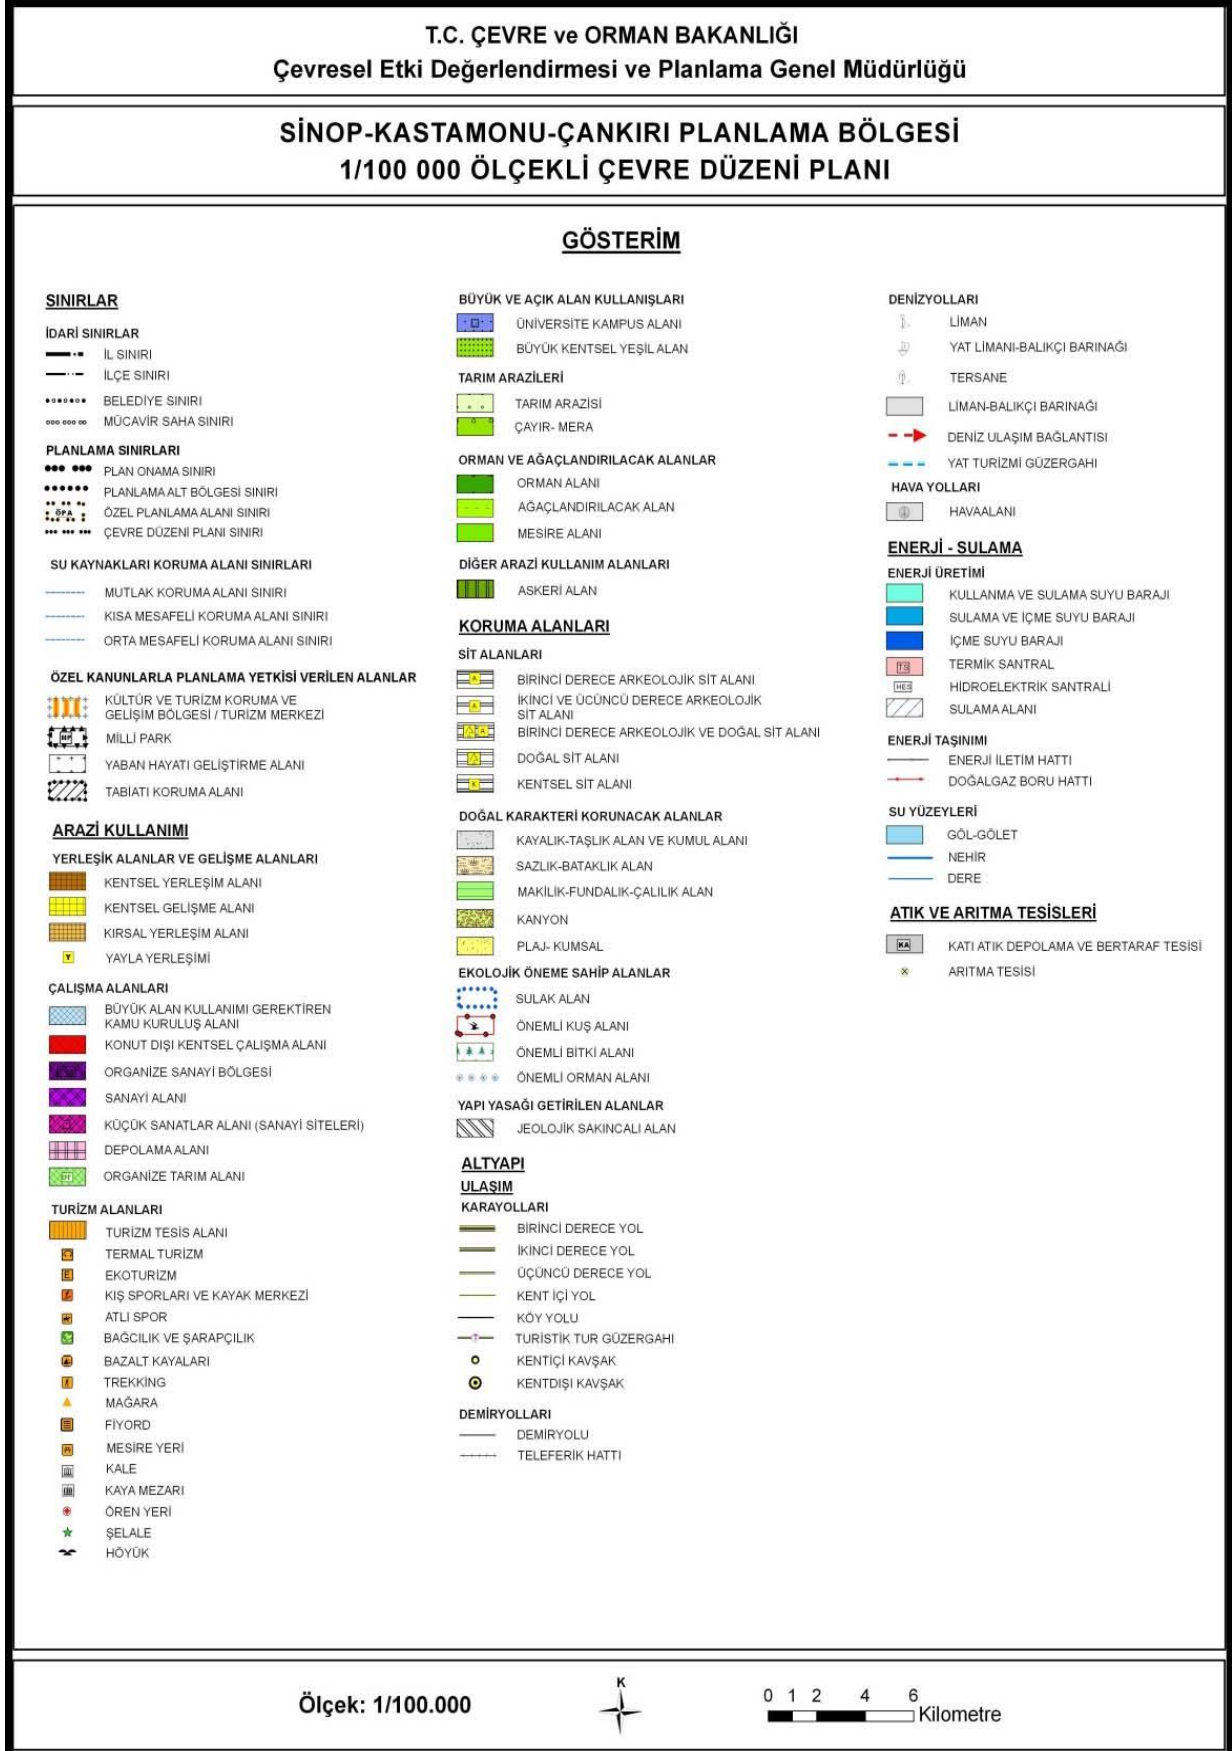 T.C. ÇEVRE ve ORMAN BAKANLIĞI
Çevresel Etki Değerlendirmesi ve Planlama Genel Müdürlüğü
SİNOP-KASTAMONU-ÇANKIRI PLANLAMA BÖLGESİ
1/100 000 ÖLÇEKLİ ÇEVRE DÜZENİ PLANI
GÖSTERİM
SINIRLAR
İDARİ SINIRLAR
İL SINIRI
İLÇE SINIRI
BELEDİYE SINIRI
MÜCAVİR SAHA SINIRI
PLANLAMA SINIRLARI
PLAN ONAMA SINIRI
PLANLAMA ALT BÖLGESİ SINIRI
ÖPA ÖZEL PLANLAMA ALANI SINIRI
ÇEVRE DÜZENİ PLANI SINIRI
SU KAYNAKLARI KORUMA ALANI SINIRLARI
MUTLAK KORUMA ALANI SINIRI
KISA MESAFELİ KORUMA ALANI SINIRI
ORTA MESAFELİ KORUMA ALANI SINIRI
ÖZEL KANUNLARLA PLANLAMA YETKİSİ VERİLEN ALANLAR
KÜLTÜR VE TURİZM KORUMA VE
GELİŞİM BÖLGESİ / TURİZM MERKEZİ
MP MİLLİ PARK
YABAN HAYATI GELİŞTİRME ALANI
TABİATI KORUMA ALANI
ARAZİ KULLANIMI
YERLEŞİK ALANLAR VE GELİŞME ALANLARI
KENTSEL YERLEŞİM ALANI
KENTSEL GELİŞME ALANI
KIRSAL YERLEŞİM ALANI
Y YAYLA YERLEŞİMİ
ÇALIŞMA ALANLARI
BÜYÜK ALAN KULLANIMI GEREKTİREN
KAMU KURULUŞ ALANI
KONUT DIŞI KENTSEL ÇALIŞMA ALANI
ORGANİZE SANAYİ BÖLGESİ
SANAYİ ALANI
KÜÇÜK SANATLAR ALANI (SANAYİ SİTELERİ)
DEPOLAMA ALANI
OT ORGANİZE TARIM ALANI
TURİZM ALANLARI
TURİZM TESİS ALANI
TERMAL TURİZM
E EKOTURİZM
KIŞ SPORLARI VE KAYAK MERKEZİ
ATLI SPOR
BAĞCILIK VE ŞARAPÇILIK
BAZALT KAYALARI
TREKKİNG
MAĞARA
FİYORD
MESİRE YERİ
KALE
KAYA MEZARI
ÖREN YERİ
ŞELALE
HÖYÜK
BÜYÜK VE AÇIK ALAN KULLANIŞLARI
ÜNİVERSİTE KAMPUS ALANI
BÜYÜK KENTSEL YEŞİL ALAN
TARIM ARAZİLERİ
TARIM ARAZİSİ
ÇAYIR- MERA
ORMAN VE AĞAÇLANDIRILACAK ALANLAR
ORMAN ALANI
AĞAÇLANDIRILACAK ALAN
MESİRE ALANI
DİĞER ARAZİ KULLANIM ALANLARI
ASKERİ ALAN
KORUMA ALANLARI
SİT ALANLARI
A BİRİNCİ DERECE ARKEOLOJİK SİT ALANI
A İKİNCİ VE ÜCÜNCÜ DERECE ARKEOLOJİK
SİT ALANI
A BİRİNCİ DERECE ARKEOLOJİK VE DOĞAL SİT ALANI
DOĞAL SİT ALANI
K KENTSEL SİT ALANI
DOĞAL KARAKTERİ KORUNACAK ALANLAR
KAYALIK-TAŞLIK ALAN VE KUMUL ALANI
SAZLIK-BATAKLIK ALAN
MAKİLİK-FUNDALIK-ÇALILIK ALAN
KANYON
PLAJ- KUMSAL
EKOLOJİK ÖNEME SAHİP ALANLAR
SULAK ALAN
ÖNEMLİ KUŞ ALANI
ÖNEMLİ BİTKİ ALANI
ÖNEMLİ ORMAN ALANI
YAPI YASAĞI GETİRİLEN ALANLAR
JEOLOJİK SAKINCALI ALAN
ALTYAPI
ULAŞIM
KARAYOLLARI
BİRİNCİ DERECE YOL
İKİNCİ DERECE YOL
ÜÇÜNCÜ DERECE YOL
KENT İÇİ YOL
KÖY YOLU
T TURİSTİK TUR GÜZERGAHI
KENTİÇİ KAVŞAK
KENTDIŞI KAVŞAK
DEMİRYOLLARI
DEMİRYOLU
TELEFERİK HATTI
DENİZYOLLARI
LİMAN
YAT LİMANI-BALIKÇI BARINAĞI
TERSANE
LİMAN-BALIKÇI BARINAĞI
DENİZ ULAŞIM BAĞLANTISI
YAT TURİZMİ GÜZERGAHI
HAVA YOLLARI
HAVAALANI
ENERJİ - SULAMA
ENERJİ ÜRETİMİ
KULLANMA VE SULAMA SUYU BARAJI
SULAMA VE İÇME SUYU BARAJI
İÇME SUYU BARAJI
TS TERMİK SANTRAL
HES HİDROELEKTRİK SANTRALİ
SULAMA ALANI
ENERJİ TAŞINIMI
ENERJİ İLETİM HATTI
DOĞALGAZ BORU HATTI
SU YÜZEYLERİ
GÖL-GÖLET
NEHİR
DERE
ATIK VE ARITMA TESİSLERİ
KA KATI ATIK DEPOLAMA VE BERTARAF TESİSİ
ARITMA TESİSİ
Ölçek: 1/100.000
K
0 1 2 4 6
Kilometre